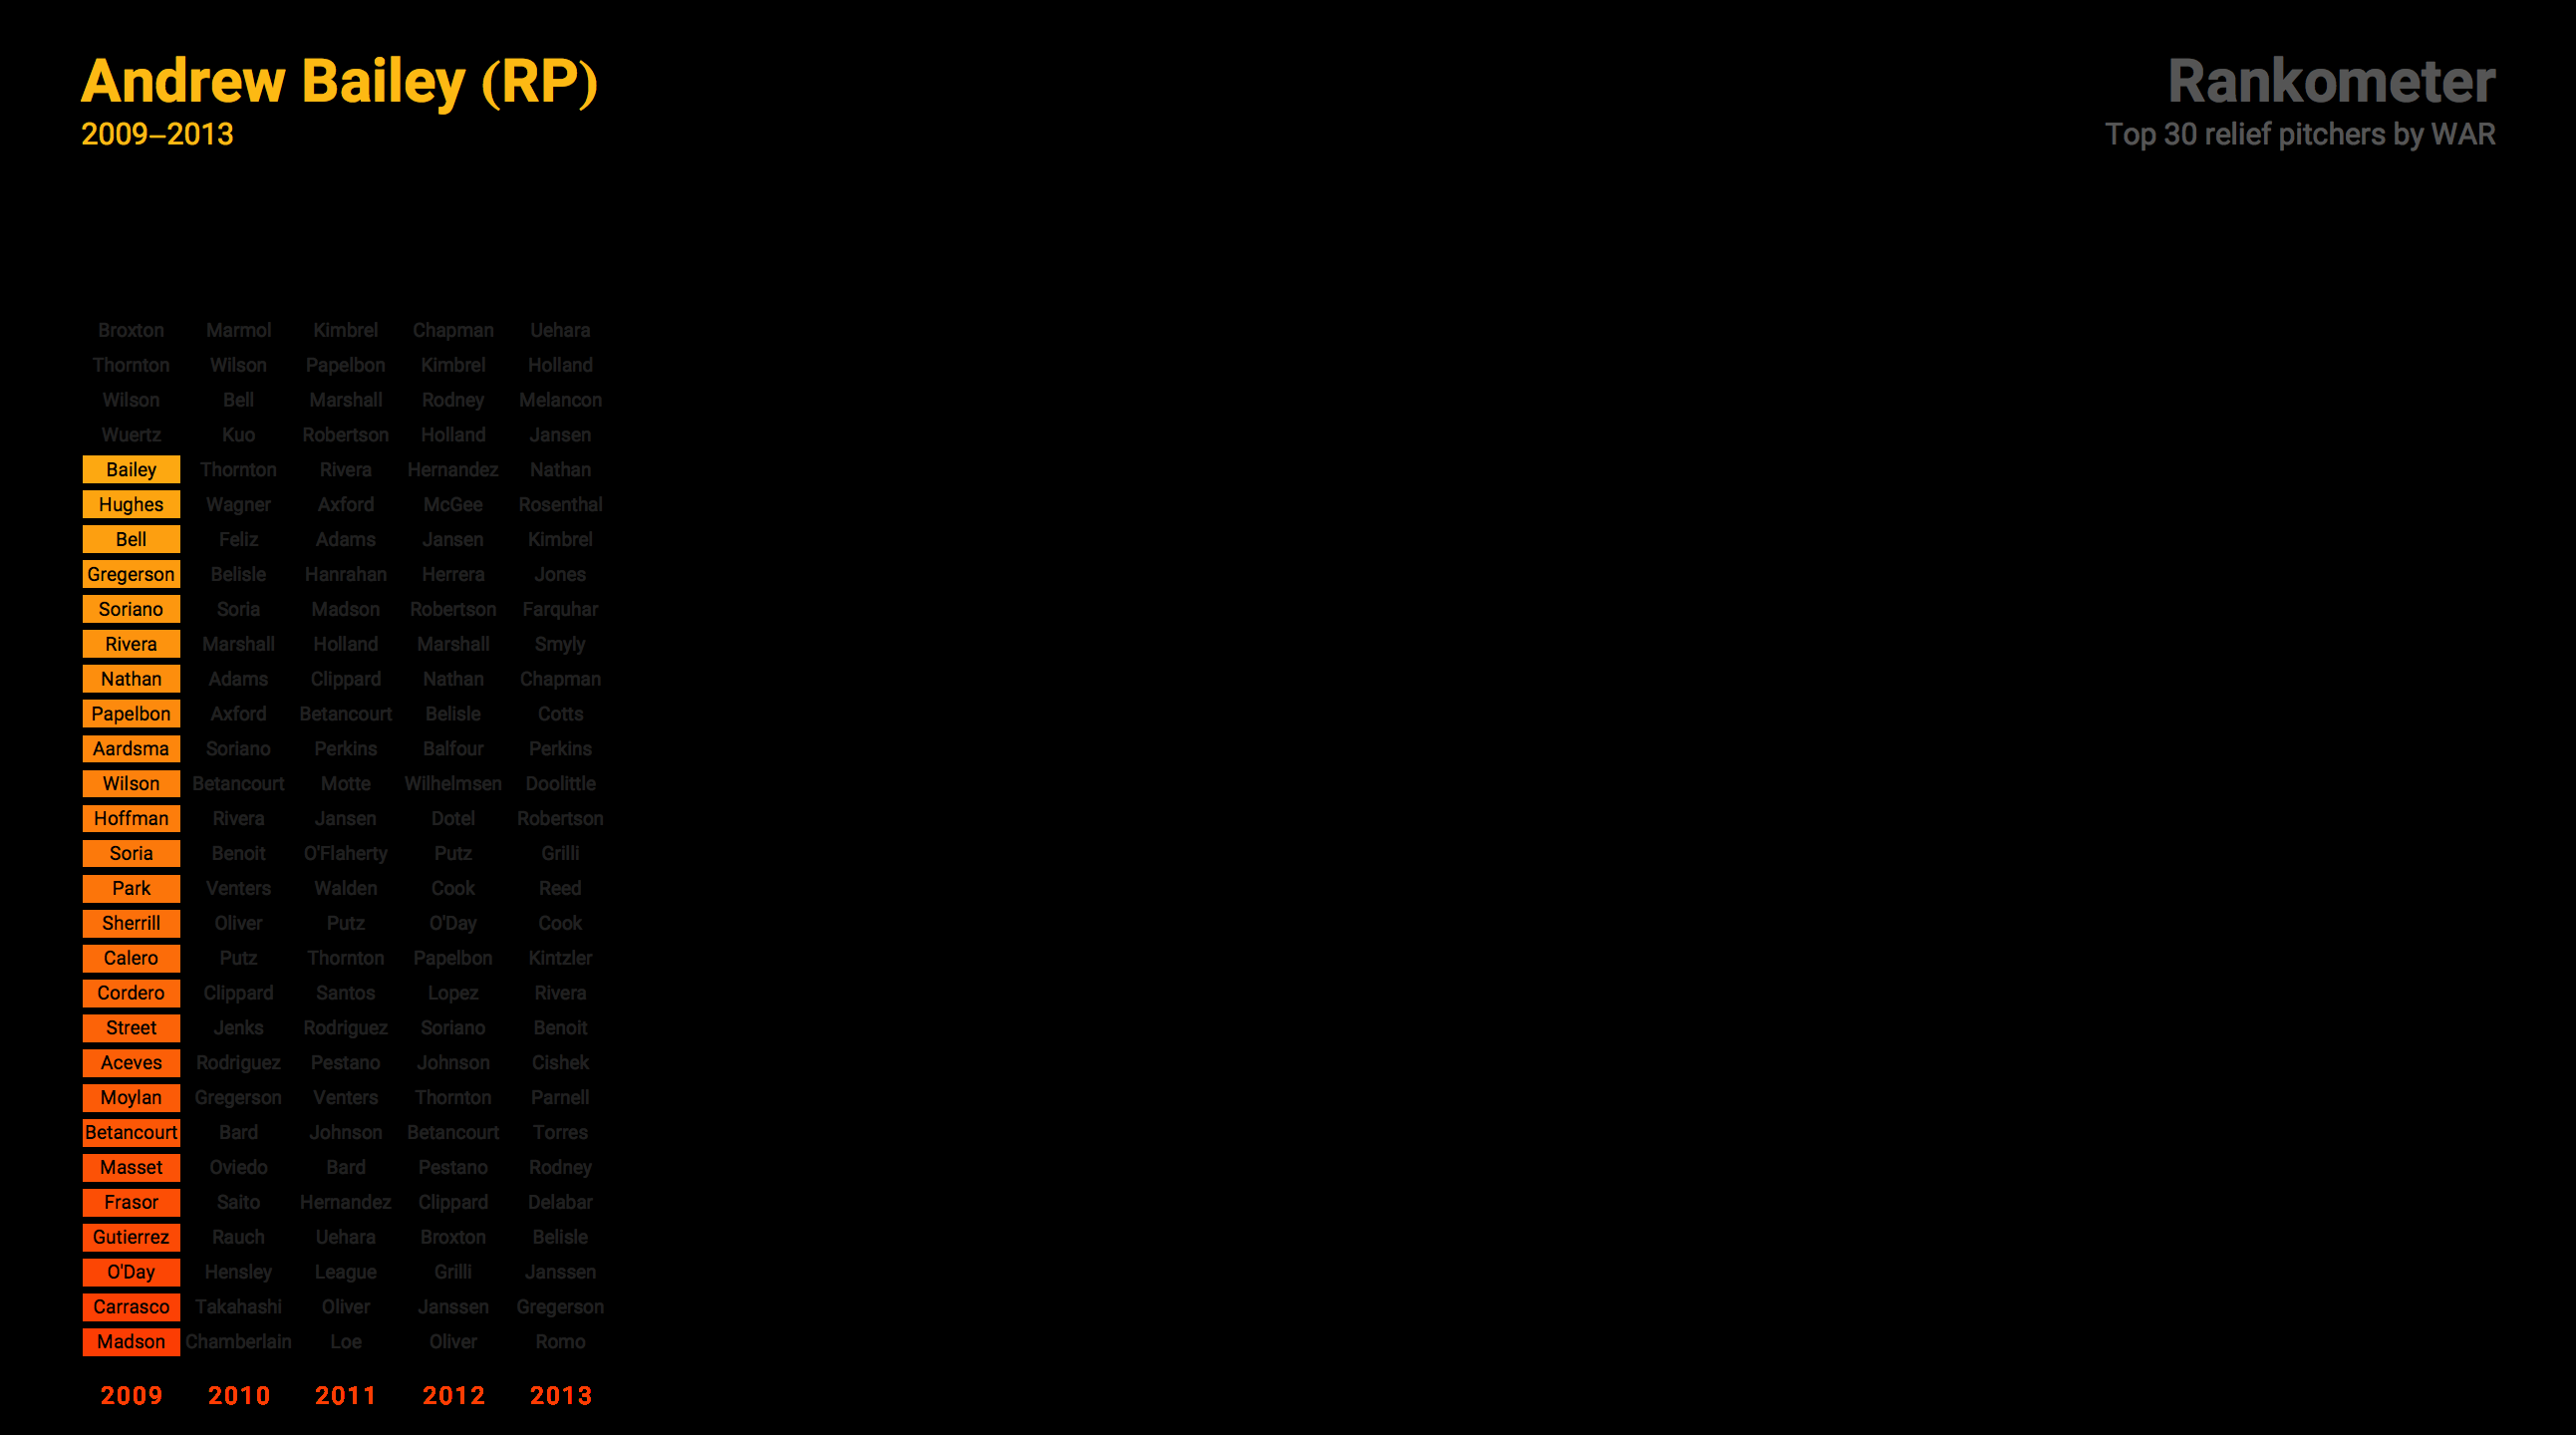 Andrew Bailey (RP)
2009–2013
Rankometer
Top 30 relief pitchers by WAR
Broxton Marmol Kimbrel Chapman Uehara
Thornton Wilson Papelbon Kimbrel Holland
Wilson Bell Marshall Rodney Melancon
Wuertz Kuo Robertson Holland Jansen
Bailey Thornton Rivera Hernandez Nathan
Hughes Wagner Axford McGee Rosenthal
Bell Feliz Adams Jansen Kimbrel
Gregerson Belisle Hanrahan Herrera Jones
Soriano Soria Madson Robertson Farquhar
Rivera Marshall Holland Marshall Smyly
Nathan Adams Clippard Nathan Chapman
Papelbon Axford Betancourt Belisle Cotts
Aardsma Soriano Perkins Balfour Perkins
Wilson Betancourt Motte Wilhelmsen Doolittle
Hoffman Rivera Jansen Dotel Robertson
Soria Benoit O'Flaherty Putz Grilli
Park Venters Walden Cook Reed
Sherrill Oliver Putz O'Day Cook
Calero Putz Thornton Papelbon Kintzler
Cordero Clippard Santos Lopez Rivera
Street Jenks Rodriguez Soriano Benoit
Aceves Rodriguez Pestano Johnson Cishek
Moylan Gregerson Venters Thornton Parnell
Betancourt Bard Johnson Betancourt Torres
Masset Oviedo Bard Pestano Rodney
Frasor Saito Hernandez Clippard Delabar
Gutierrez Rauch Uehara Broxton Belisle
O'Day Hensley League Grilli Janssen
Carrasco Takahashi Oliver Janssen Gregerson
Madson Chamberlain Loe Oliver Romo
2009 2010 2011 2012 2013